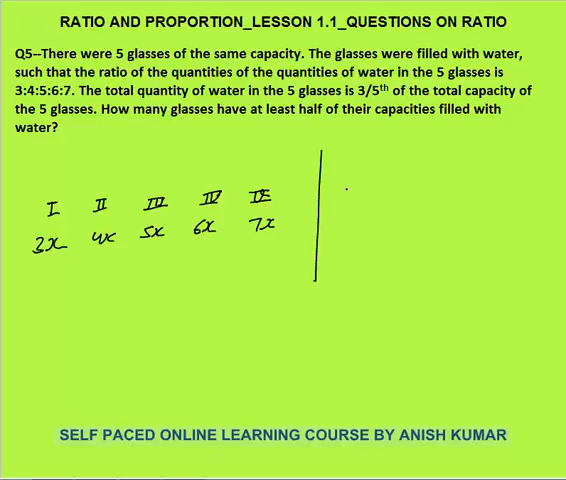 RATIO AND PROPORTION_LESSON 1.1_QUESTIONS ON RATIO
Q5--There were 5 glasses of the same capacity. The glasses were filled with water,
such that the ratio of the quantities of the quantities of water in the 5 glasses is
3:4:5:6:7. The total quantity of water in the 5 glasses is 3/5th of the total capacity of
the 5 glasses. How many glasses have at least half of their capacities filled with
water?
I II III IV
3x 4x 5x 6x 7x
SELF PACED ONLINE LEARNING COURSE BY ANISH KUMAR